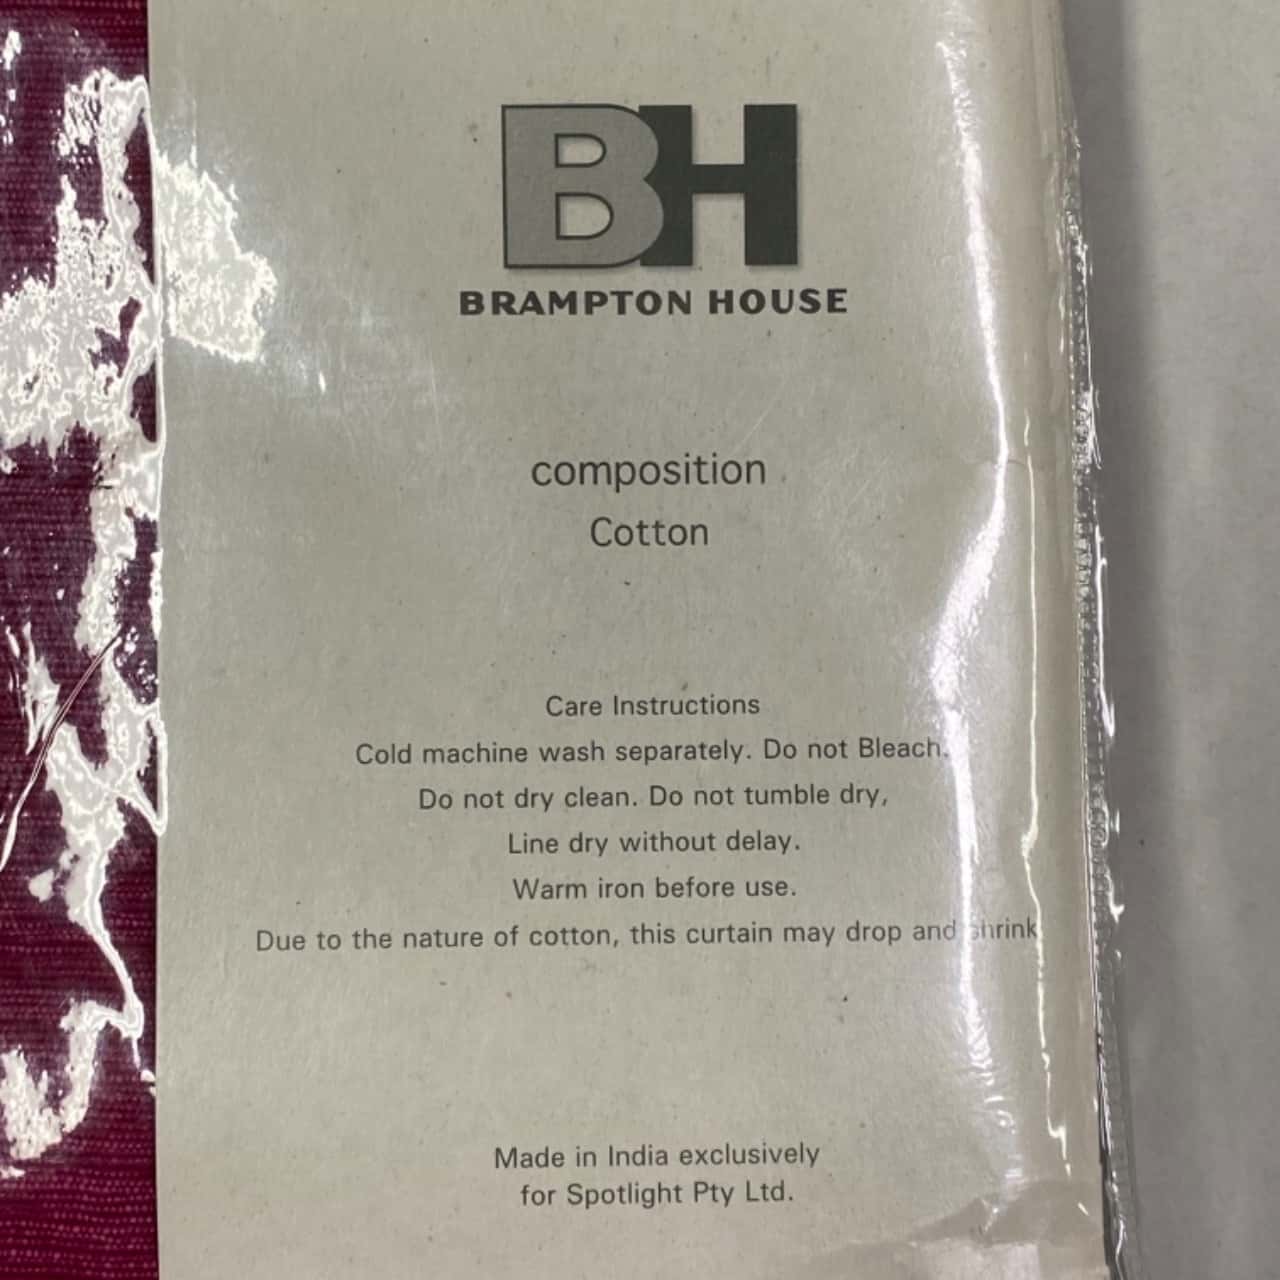 BH
BRAMPTON HOUSE
composition
Cotton
Care Instructions
Cold machine wash separately. Do not Bleach.
Do not dry clean. Do not tumble dry,
Line dry without delay.
Warm iron before use.
Due to the nature of cotton, this curtain may drop and shrink
Made in India exclusively
for Spotlight Pty Ltd.